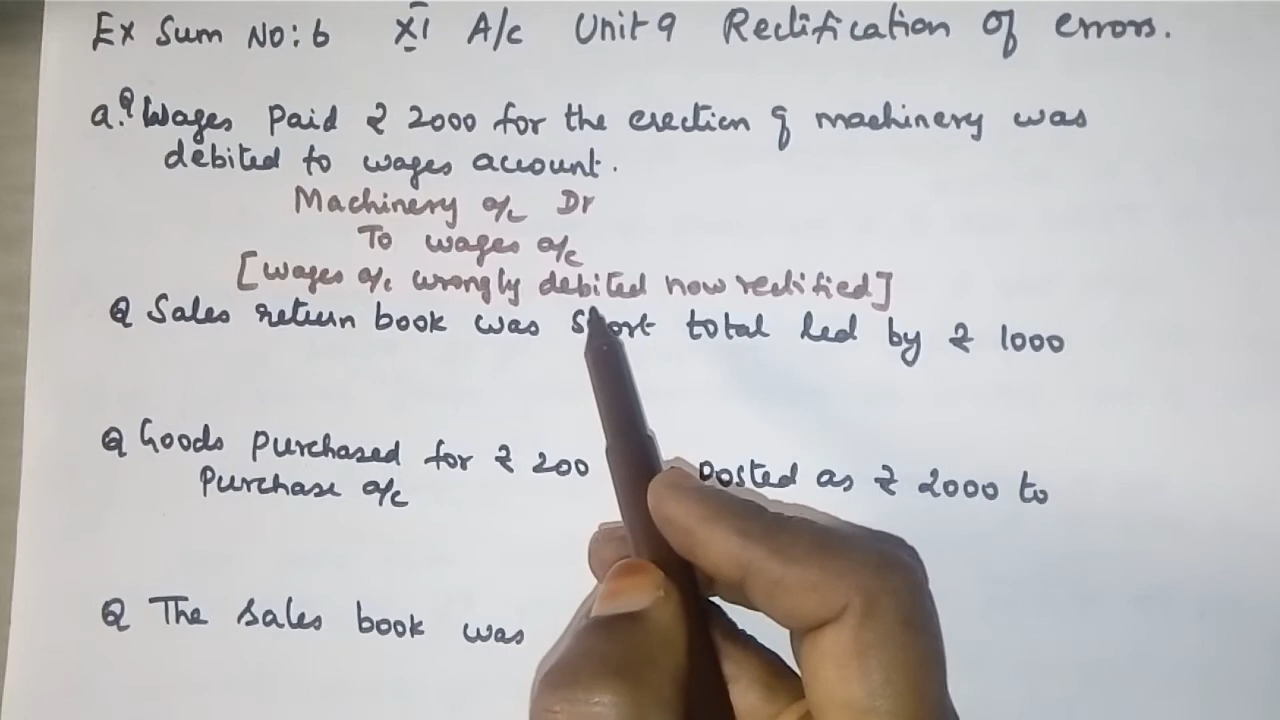 Ex Sum No: 6 XI A/c Unit 9 Rectification Of errors.
a. Q Wages Paid ₹ 2000 for the erection of machinery was
debited to wages account.
Machinery a/c Dr
To wages a/c
[wages a/c wrongly debited now rectified]
Q Sales return book was short total led by ₹ 1000
Q Goods purchased for ₹ 200 posted as ₹ 2000 to
Purchase a/c
Q The sales book was